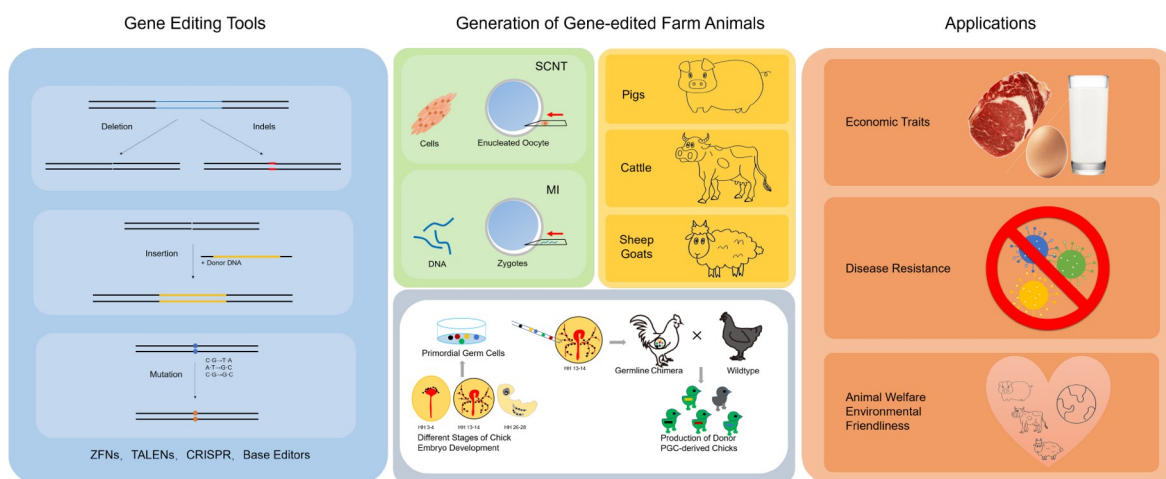 Gene Editing Tools
Deletion
Indels
Insertion
+ Donor DNA
Mutation
C·G→T·A
A·T→G·C
C·G→G·C
ZFNs、TALENs、CRISPR、Base Editors
Generation of Gene-edited Farm Animals
SCNT
Cells
Enucleated Oocyte
MI
DNA
Zygotes
Pigs
Cattle
Sheep
Goats
Primordial Germ Cells
HH 13-14
Germline Chimera
×
Wildtype
HH 3-4
HH 13-14
HH 26-28
Different Stages of Chick
Embryo Development
Production of Donor
PGC-derived Chicks
Applications
Economic Traits
Disease Resistance
Animal Welfare
Environmental
Friendliness